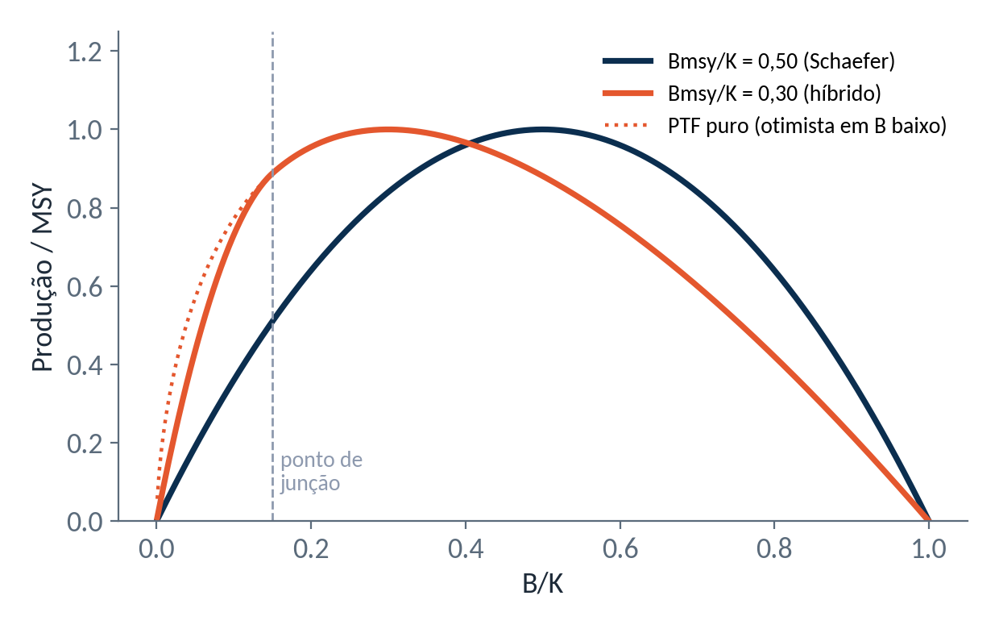 1.2
1.0
0.8
0.6
0.4
0.2
0.0
Produção / MSY
Bmsy/K = 0,50 (Schaefer)
Bmsy/K = 0,30 (híbrido)
PTF puro (otimista em B baixo)
ponto de
junção
0.0 0.2 0.4 0.6 0.8 1.0
B/K